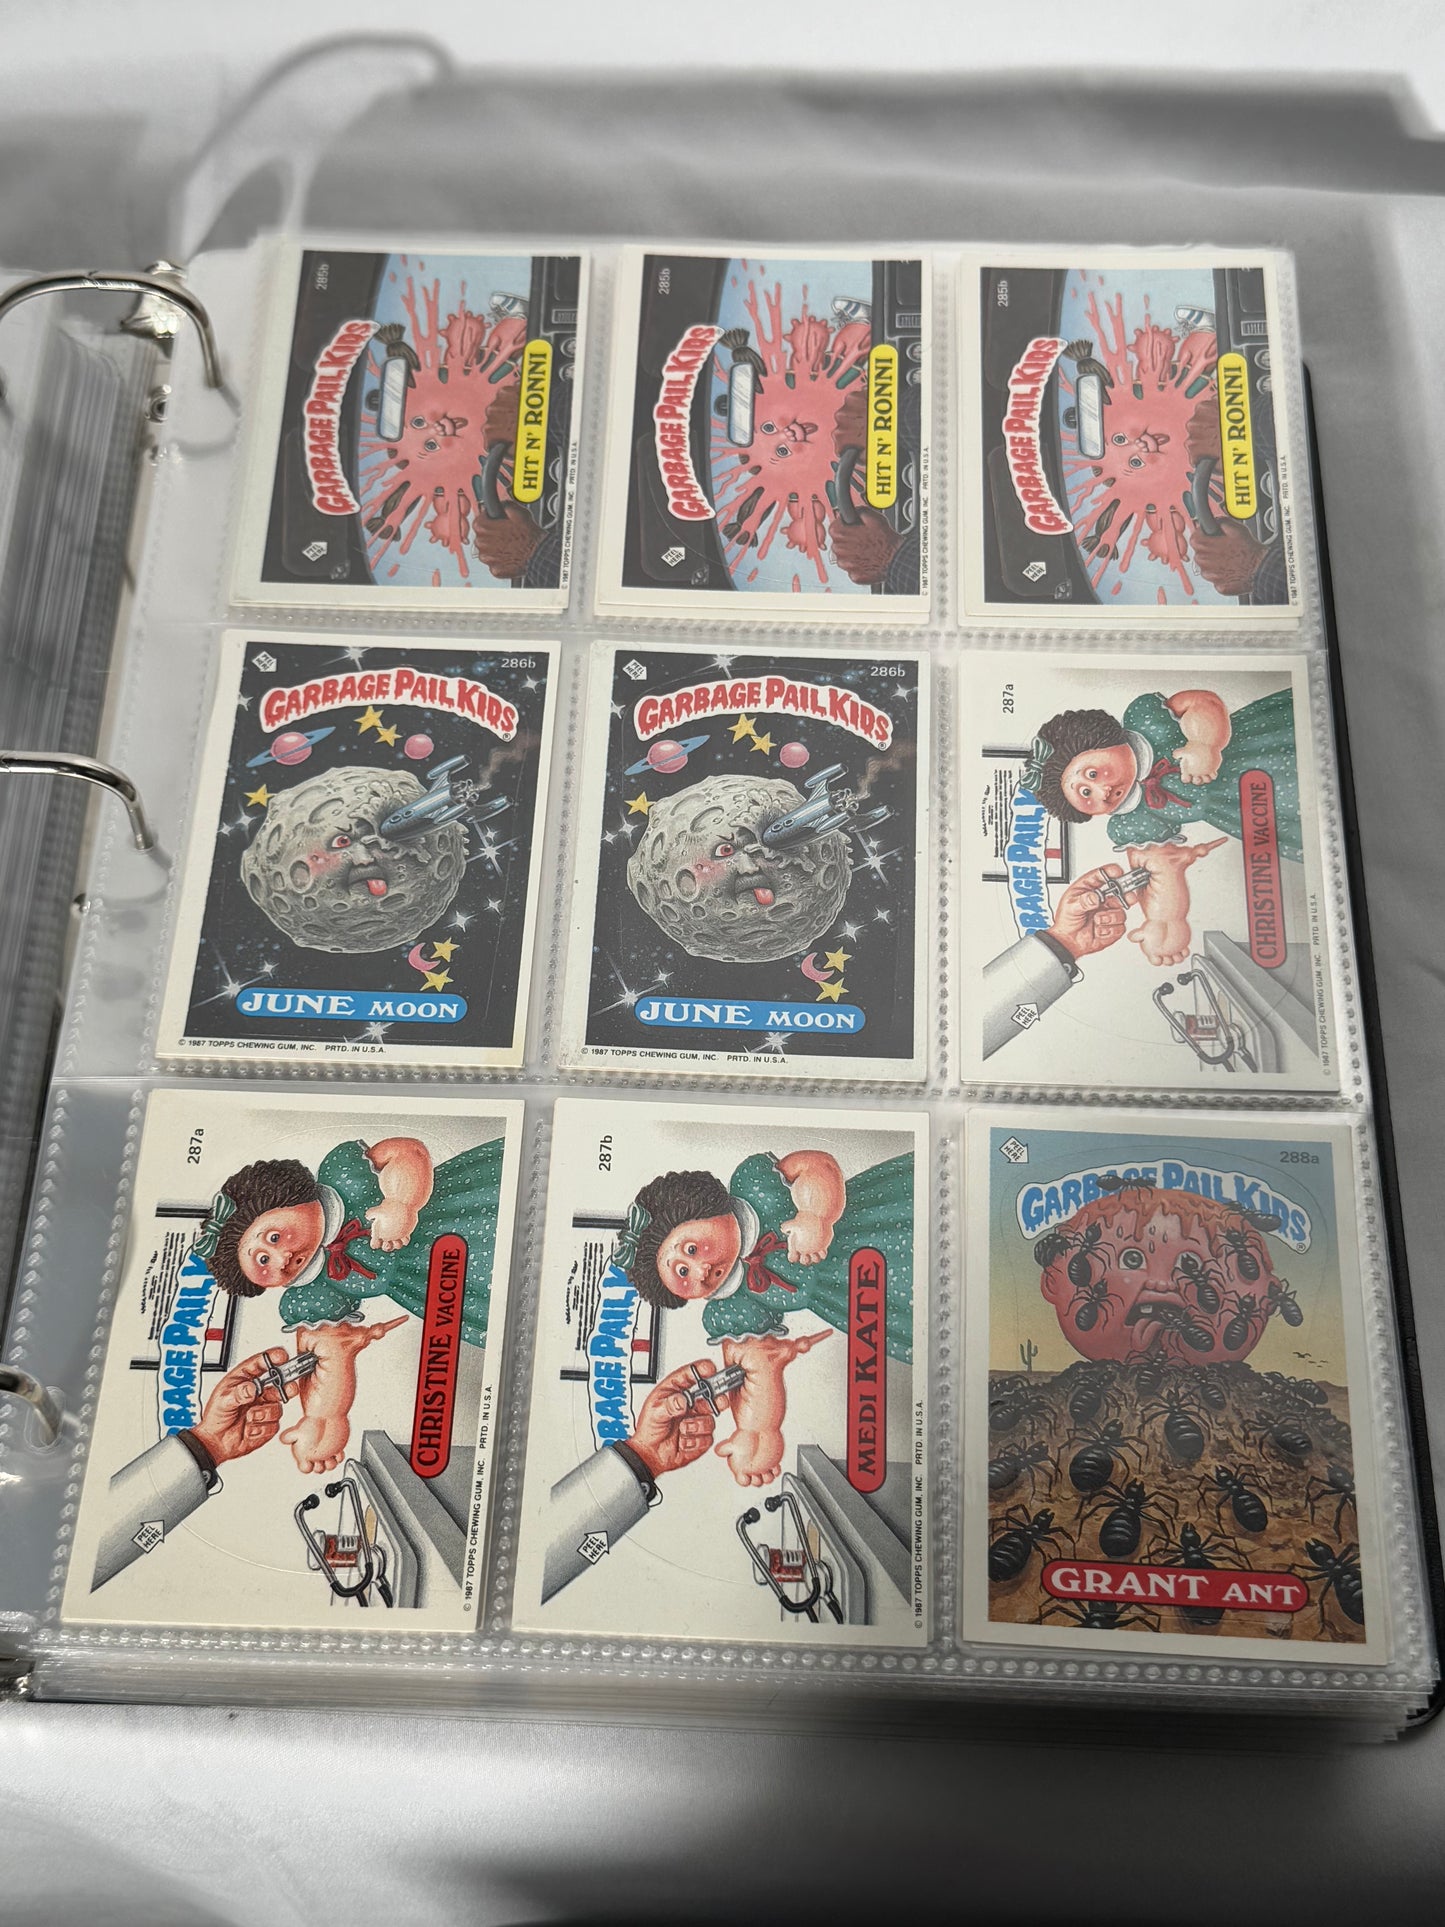 285b
GARBAGE PAIL KIDS
HIT N' RONNI
PEEL HERE
© 1987 TOPPS CHEWING GUM, INC. PRTD. IN U.S.A.
285b
GARBAGE PAIL KIDS
HIT N' RONNI
PEEL HERE
© 1987 TOPPS CHEWING GUM, INC. PRTD. IN U.S.A.
285b
GARBAGE PAIL KIDS
HIT N' RONNI
PEEL HERE
© 1987 TOPPS CHEWING GUM, INC. PRTD. IN U.S.A.
PEEL HERE
286b
GARBAGE PAIL KIDS®
JUNE MOON
© 1987 TOPPS CHEWING GUM, INC. PRTD. IN U.S.A.
PEEL HERE
286b
GARBAGE PAIL KIDS®
JUNE MOON
© 1987 TOPPS CHEWING GUM, INC. PRTD. IN U.S.A.
287a
BAGE PAIL K
CHRISTINE VACCINE
PEEL HERE
© 1987 TOPPS CHEWING GUM, INC. PRTD. IN U.S.A.
287a
BAGE PAIL K
CHRISTINE VACCINE
PEEL HERE
© 1987 TOPPS CHEWING GUM, INC. PRTD. IN U.S.A.
287b
BAGE PAIL K
MEDI KATE
PEEL HERE
© 1987 TOPPS CHEWING GUM, INC. PRTD. IN U.S.A.
PEEL HERE
288a
GARBAGE PAIL KIDS®
GRANT ANT